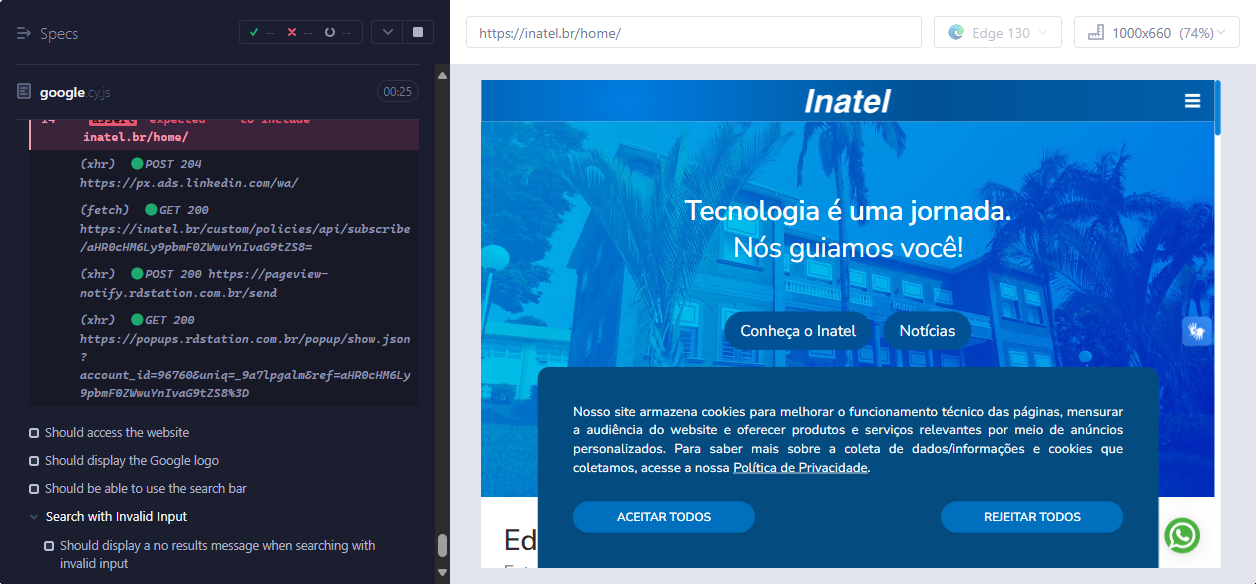 Specs
-- -- --
google.cy.js
00:25
14 assert expected to include
inatel.br/home/
(xhr) POST 204
https://px.ads.linkedin.com/wa/
(fetch) GET 200
https://inatel.br/custom/policies/api/subscribe
/aHR0cHM6Ly9pbmF0ZWwuYnIvaG9tZS8=
(xhr) POST 200 https://pageview-
notify.rdstation.com.br/send
(xhr) GET 200
https://popups.rdstation.com.br/popup/show.json
?
account_id=96760&uniq=_9a7lpgalm&ref=aHR0cHM6Ly
9pbmF0ZWwuYnIvaG9tZS8%3D
Should access the website
Should display the Google logo
Should be able to use the search bar
Search with Invalid Input
Should display a no results message when searching with
invalid input
https://inatel.br/home/
Edge 130
1000x660 (74%)
Inatel
Tecnologia é uma jornada.
Nós guiamos você!
Conheça o Inatel
Notícias
Nosso site armazena cookies para melhorar o funcionamento técnico das páginas, mensurar
a audiência do website e oferecer produtos e serviços relevantes por meio de anúncios
personalizados. Para saber mais sobre a coleta de dados/informações e cookies que
coletamos, acesse a nossa Política de Privacidade.
ACEITAR TODOS
REJEITAR TODOS
Ed